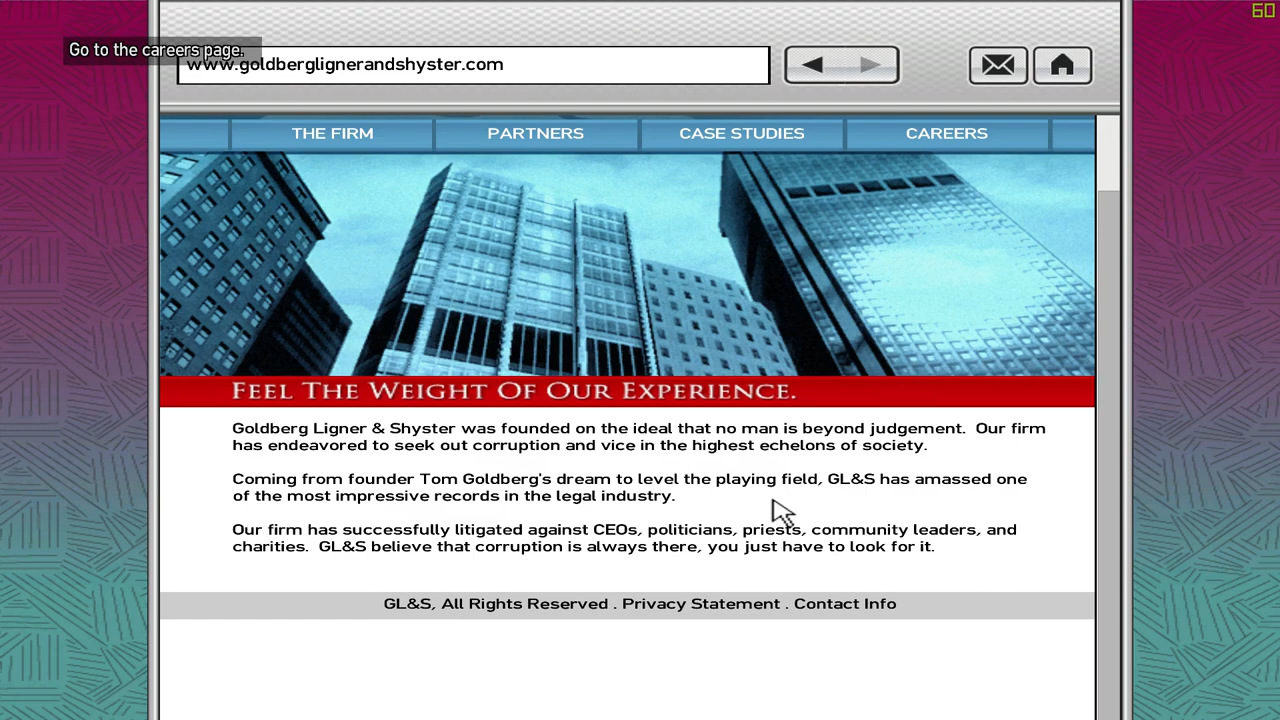 60
Go to the careers page.
www.goldberglignerandshyster.com
THE FIRM PARTNERS CASE STUDIES CAREERS
FEEL THE WEIGHT OF OUR EXPERIENCE.
Goldberg Ligner & Shyster was founded on the ideal that no man is beyond judgement. Our firm
has endeavored to seek out corruption and vice in the highest echelons of society.
Coming from founder Tom Goldberg's dream to level the playing field, GL&S has amassed one
of the most impressive records in the legal industry.
Our firm has successfully litigated against CEOs, politicians, priests, community leaders, and
charities. GL&S believe that corruption is always there, you just have to look for it.
GL&S, All Rights Reserved . Privacy Statement . Contact Info